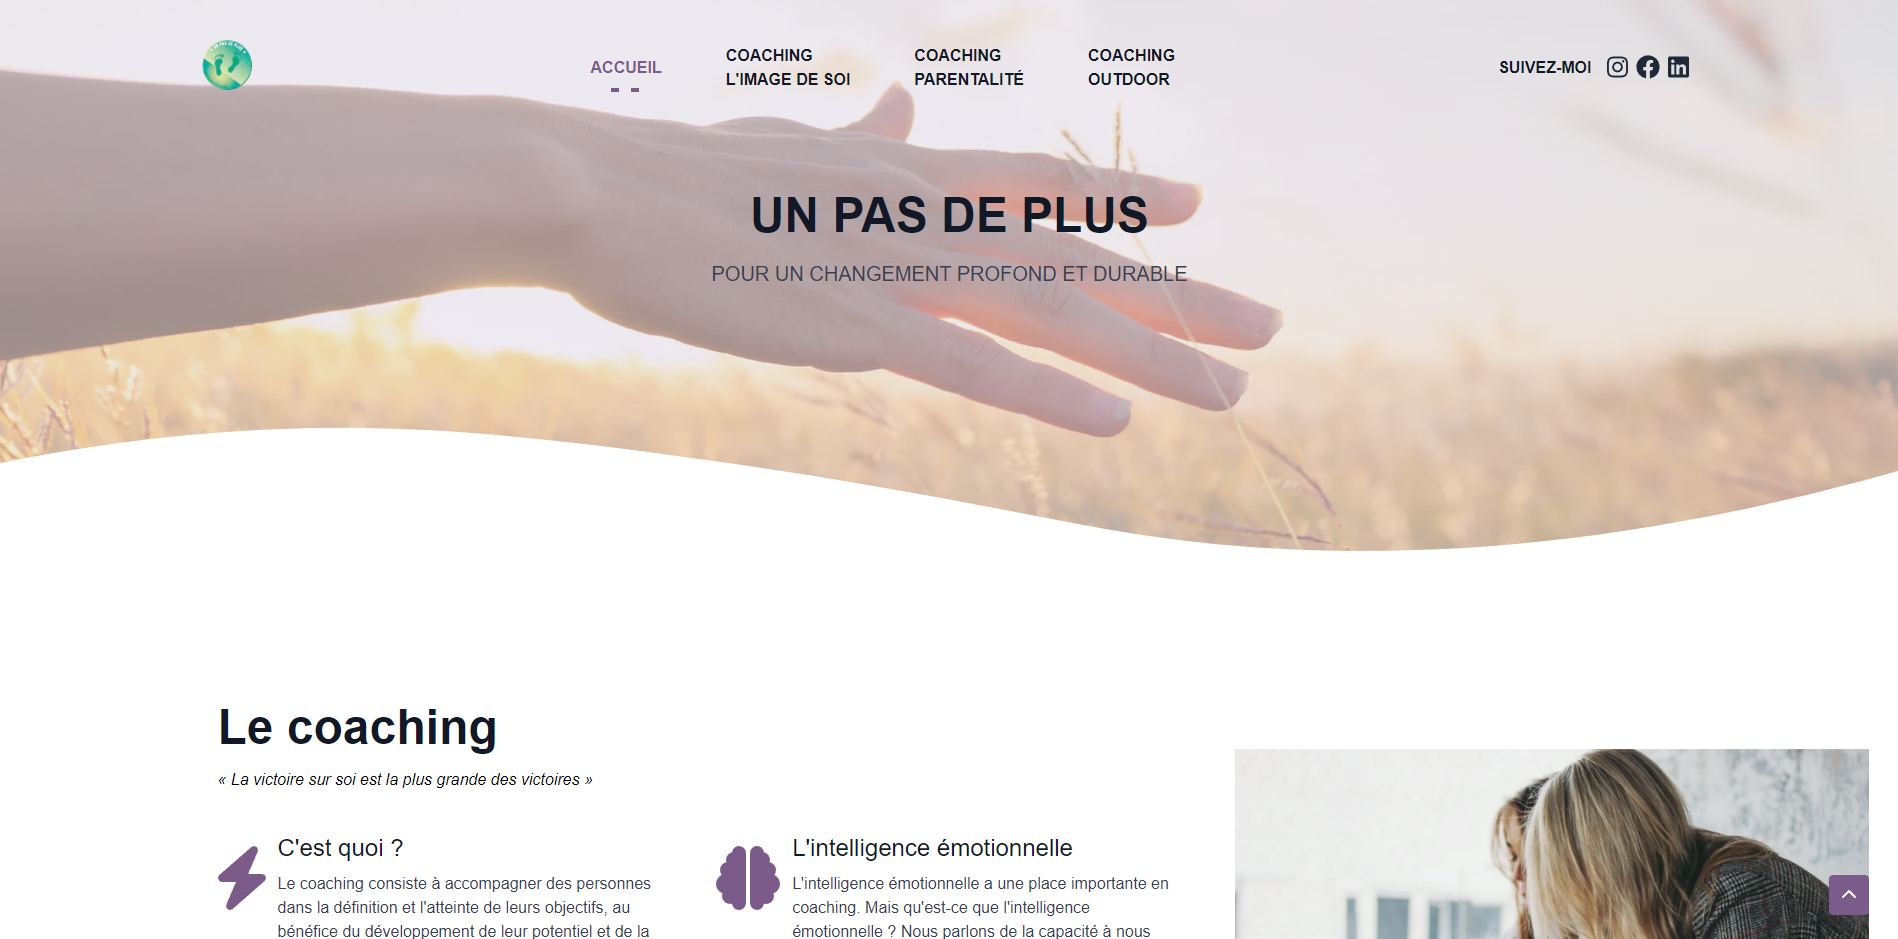 UN PAS DE PLUS
ACCUEIL
COACHING
L'IMAGE DE SOI
COACHING
PARENTALITÉ
COACHING
OUTDOOR
SUIVEZ-MOI
UN PAS DE PLUS
POUR UN CHANGEMENT PROFOND ET DURABLE
Le coaching
« La victoire sur soi est la plus grande des victoires »
C'est quoi ?
Le coaching consiste à accompagner des personnes
dans la définition et l'atteinte de leurs objectifs, au
bénéfice du développement de leur potentiel et de la
L'intelligence émotionnelle
L'intelligence émotionnelle a une place importante en
coaching. Mais qu'est-ce que l'intelligence
émotionnelle ? Nous parlons de la capacité à nous